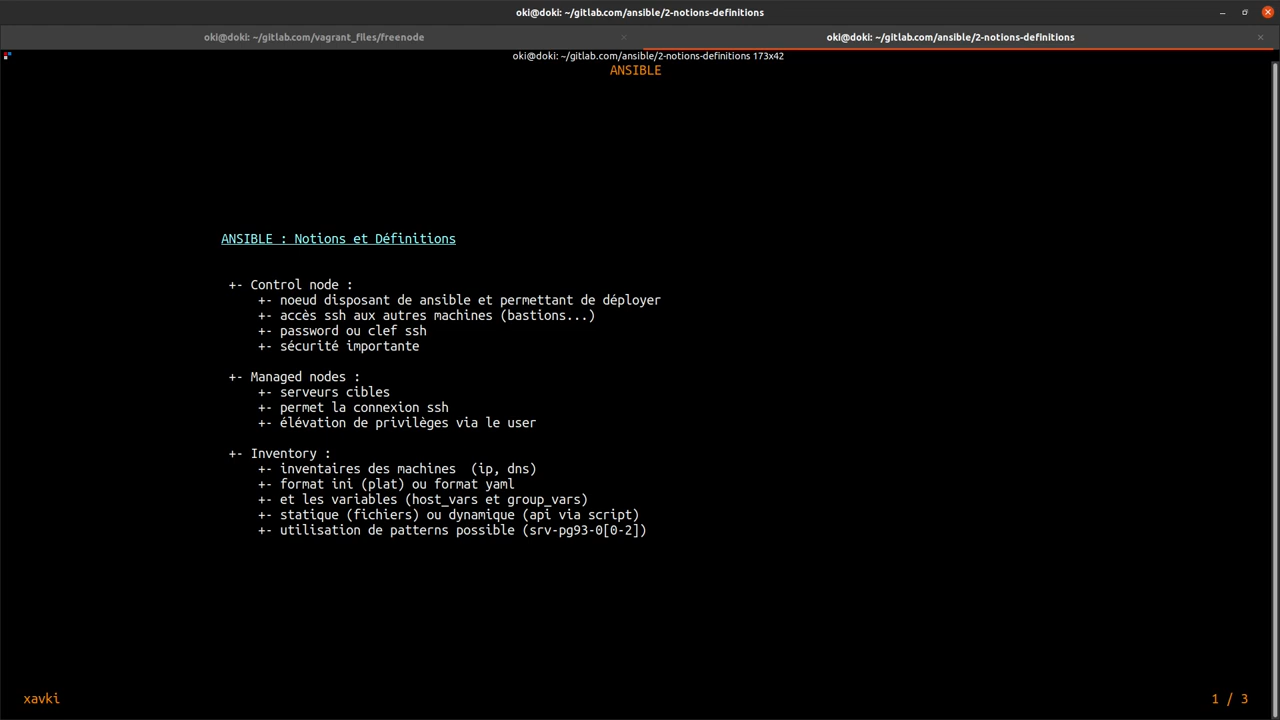 oki@doki: ~/gitlab.com/ansible/2-notions-definitions
oki@doki: ~/gitlab.com/vagrant_files/freenode
oki@doki: ~/gitlab.com/ansible/2-notions-definitions
oki@doki: ~/gitlab.com/ansible/2-notions-definitions 173x42
ANSIBLE
ANSIBLE : Notions et Définitions
+- Control node :
+- noeud disposant de ansible et permettant de déployer
+- accès ssh aux autres machines (bastions...)
+- password ou clef ssh
+- sécurité importante
+- Managed nodes :
+- serveurs cibles
+- permet la connexion ssh
+- élévation de privilèges via le user
+- Inventory :
+- inventaires des machines  (ip, dns)
+- format ini (plat) ou format yaml
+- et les variables (host_vars et group_vars)
+- statique (fichiers) ou dynamique (api via script)
+- utilisation de patterns possible (srv-pg93-0[0-2])
xavki
1 / 3